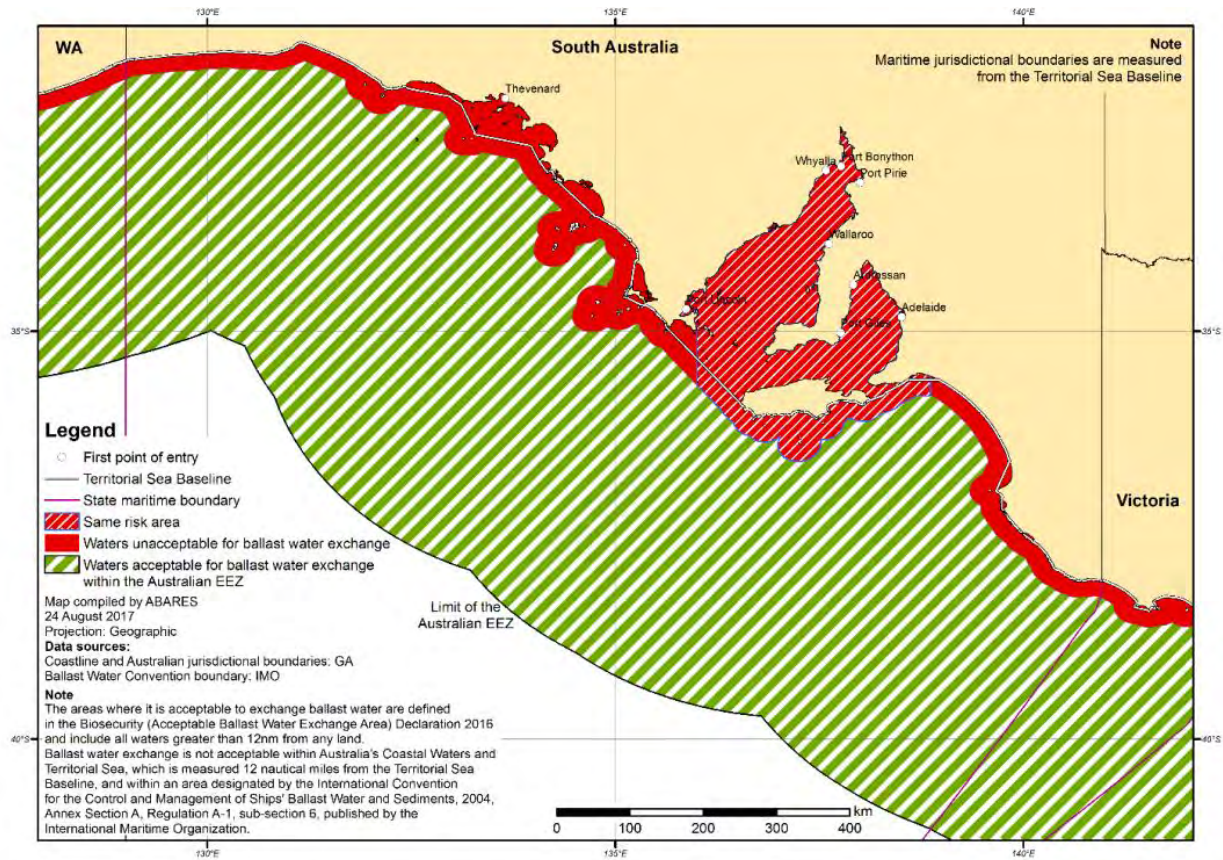 130°E
135°E
140°E
WA
South Australia
Note
Maritime jurisdictional boundaries are measured
from the Territorial Sea Baseline
Thevenard
Whyalla
Port Bonython
Port Pirie
Wallaroo
Ardrossan
Port Lincoln
Adelaide
Port Giles
35°S
35°S
Legend
First point of entry
Territorial Sea Baseline
State maritime boundary
Same risk area
Waters unacceptable for ballast water exchange
Waters acceptable for ballast water exchange
within the Australian EEZ
Victoria
Map compiled by ABARES
24 August 2017
Projection: Geographic
Data sources:
Coastline and Australian jurisdictional boundaries: GA
Ballast Water Convention boundary: IMO
Limit of the
Australian EEZ
Note
The areas where it is acceptable to exchange ballast water are defined
in the Biosecurity (Acceptable Ballast Water Exchange Area) Declaration 2016
and include all waters greater than 12nm from any land.
Ballast water exchange is not acceptable within Australia's Coastal Waters and
Territorial Sea, which is measured 12 nautical miles from the Territorial Sea
Baseline, and within an area designated by the International Convention
for the Control and Management of Ships' Ballast Water and Sediments, 2004,
Annex Section A, Regulation A-1, sub-section 6, published by the
International Maritime Organization.
40°S
40°S
km
0 100 200 300 400
130°E
135°E
140°E